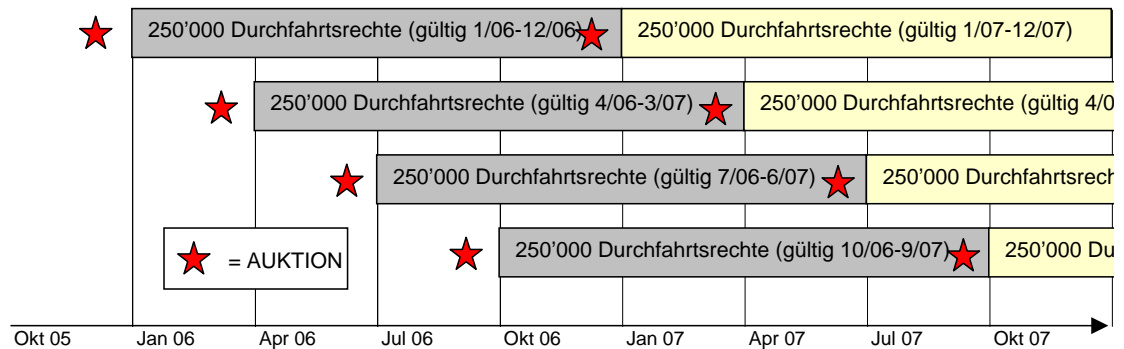 250'000 Durchfahrtsrechte (gültig 1/06-12/06) 250'000 Durchfahrtsrechte (gültig 1/07-12/07)
250'000 Durchfahrtsrechte (gültig 4/06-3/07) 250'000 Durchfahrtsrechte (gültig 4/0
250'000 Durchfahrtsrechte (gültig 7/06-6/07) 250'000 Durchfahrtsrech
250'000 Durchfahrtsrechte (gültig 10/06-9/07) 250'000 Du
= AUKTION
Okt 05 Jan 06 Apr 06 Jul 06 Okt 06 Jan 07 Apr 07 Jul 07 Okt 07